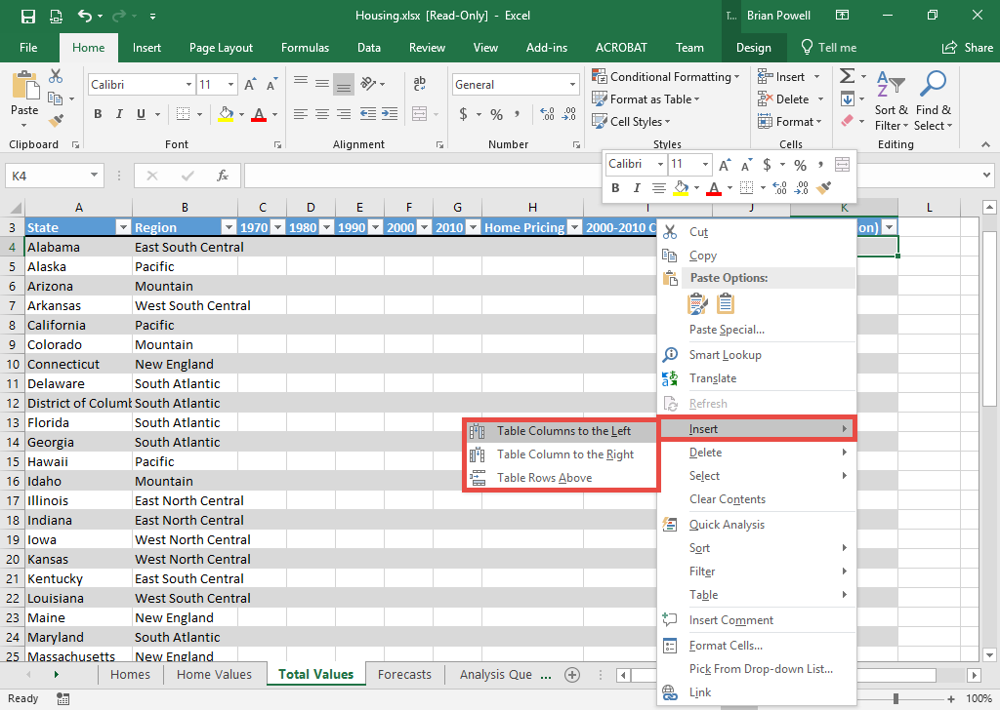 Housing.xlsx [Read-Only] - Excel
T... Brian Powell
File Home Insert Page Layout Formulas Data Review View Add-ins ACROBAT Team Design Tell me Share
Paste
Clipboard
Calibri 11
B I U
Font
Alignment
General
$ % ,
Number
Conditional Formatting
Format as Table
Cell Styles
Styles
Insert
Delete
Format
Cells
Sort & Filter
Find & Select
Editing
K4 fx
Calibri 11 A A $ % ,
B I A
A B C D E F G H I J K L
3 State Region 1970 1980 1990 2000 2010 Home Pricing 2000-2010 C on)
4 Alabama East South Central
5 Alaska Pacific
6 Arizona Mountain
7 Arkansas West South Central
8 California Pacific
9 Colorado Mountain
10 Connecticut New England
11 Delaware South Atlantic
12 District of Columb South Atlantic
13 Florida South Atlantic
14 Georgia South Atlantic
15 Hawaii Pacific
16 Idaho Mountain
17 Illinois East North Central
18 Indiana East North Central
19 Iowa West North Central
20 Kansas West North Central
21 Kentucky East South Central
22 Louisiana West South Central
23 Maine New England
24 Maryland South Atlantic
25 Massachusetts New England
Cut
Copy
Paste Options:
Paste Special...
Smart Lookup
Translate
Refresh
Insert
Delete
Select
Clear Contents
Quick Analysis
Sort
Filter
Table
Insert Comment
Format Cells...
Pick From Drop-down List...
Link
Table Columns to the Left
Table Column to the Right
Table Rows Above
Homes Home Values Total Values Forecasts Analysis Que ...
Ready 100%